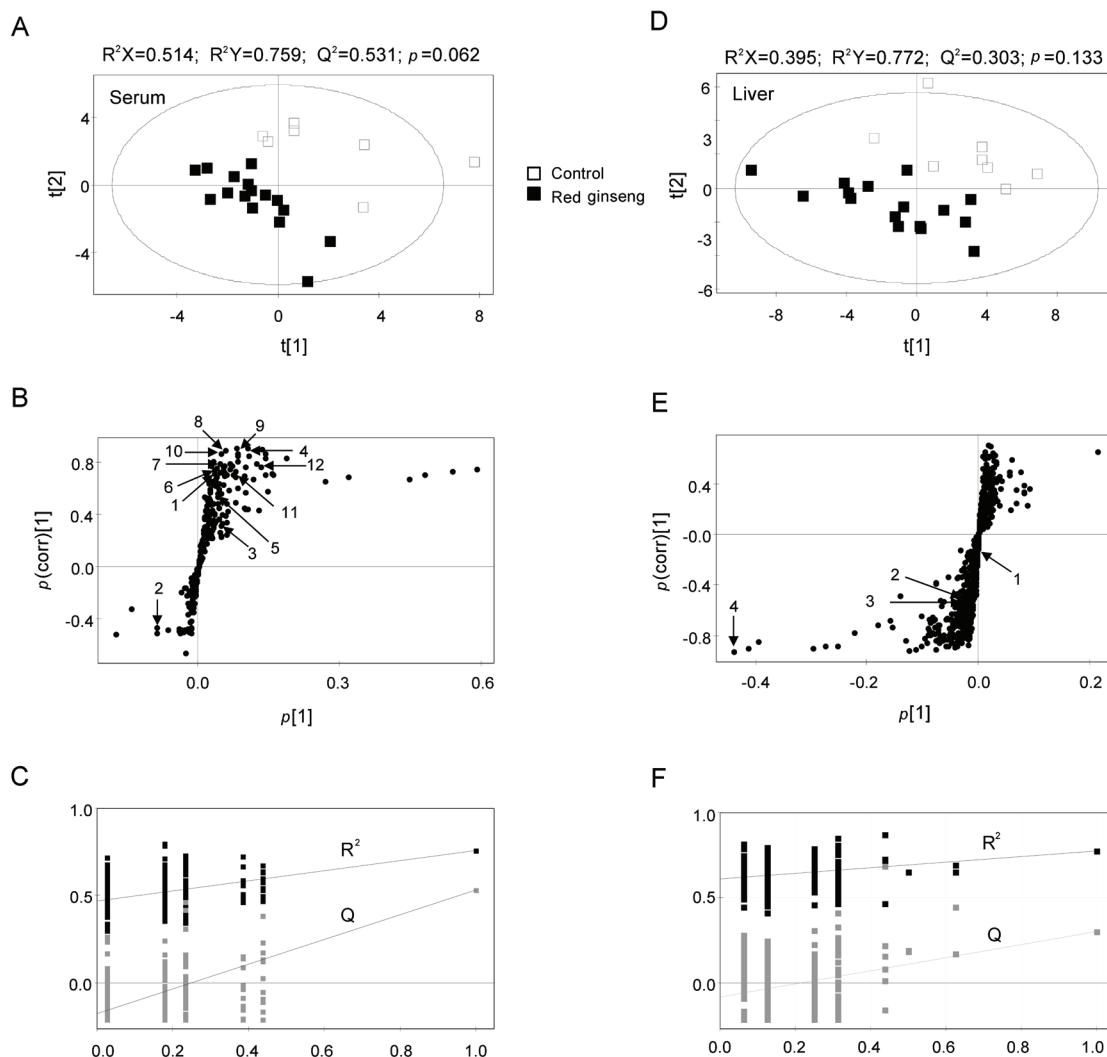 A
R²X=0.514; R²Y=0.759; Q²=0.531; p=0.062
Serum
t[2]
4
0
-4
-4 0 4 8
t[1]
Control
Red ginseng
D
R²X=0.395; R²Y=0.772; Q²=0.303; p=0.133
Liver
t[2]
6
3
0
-3
-6
-8 -4 0 4 8
t[1]
B
p(corr)[1]
0.8
0.4
0.0
-0.4
8 9
10 4
7 12
6
1 11
3 5
2
0.0 0.3 0.6
p[1]
E
p(corr)[1]
0.4
-0.0
-0.4
-0.8
2 1
3
4
-0.4 -0.2 0.0 0.2
p[1]
C
1.0
0.5
0.0
R²
Q
0.0 0.2 0.4 0.6 0.8 1.0
F
1.0
0.5
0.0
R²
Q
0.0 0.2 0.4 0.6 0.8 1.0